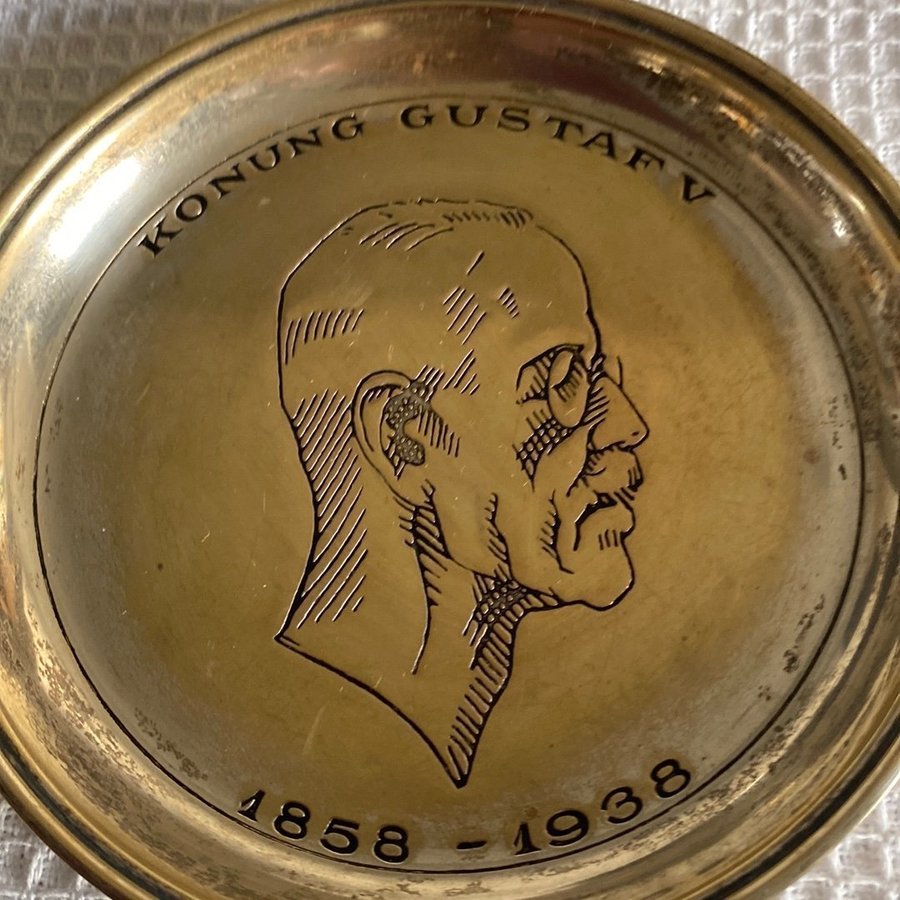 KONUNG GUSTAF V
1858 - 1938